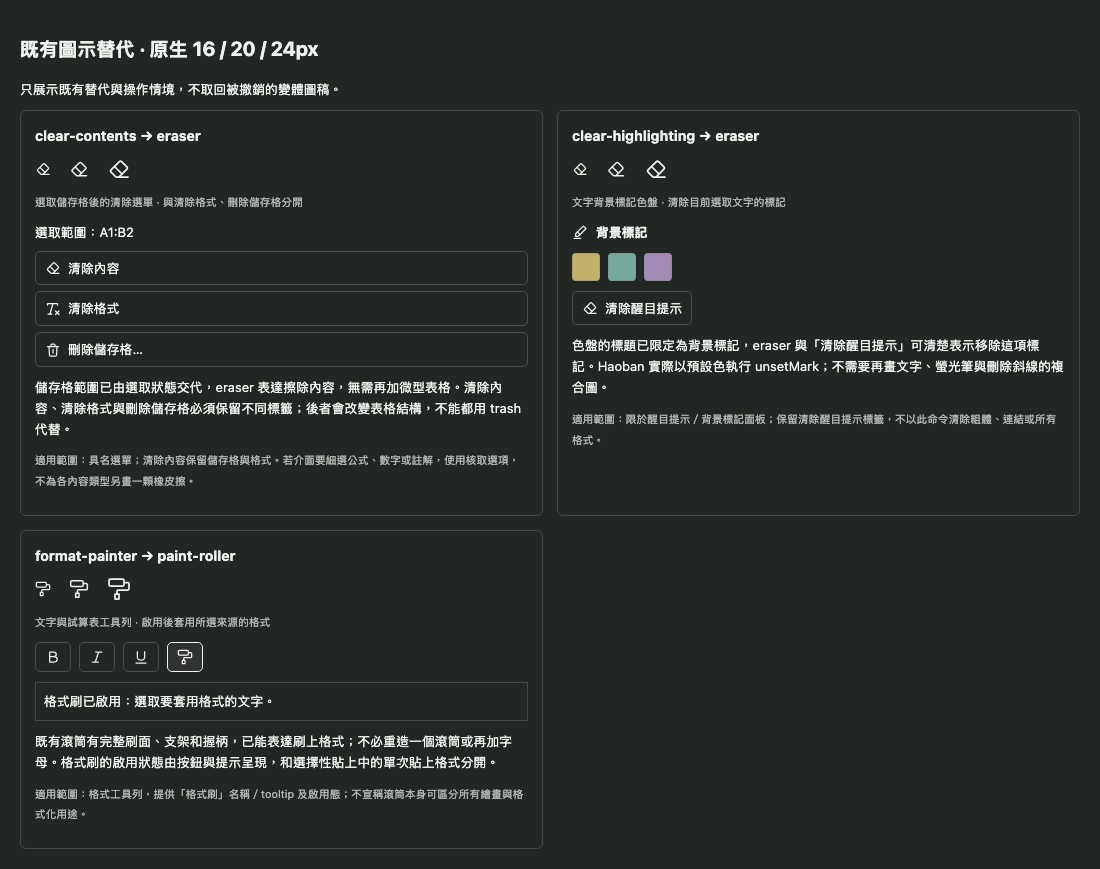 既有圖示替代 · 原生 16 / 20 / 24px
只展示既有替代與操作情境，不取回被撤銷的變體圖稿。
clear-contents → eraser
選取儲存格後的清除選單 · 與清除格式、刪除儲存格分開
選取範圍：A1:B2
清除內容
清除格式
刪除儲存格...
儲存格範圍已由選取狀態交代，eraser 表達擦除內容，無需再加微型表格。清除內
容、清除格式與刪除儲存格必須保留不同標籤；後者會改變表格結構，不能都用 trash
代替。
適用範圍：具名選單；清除內容保留儲存格與格式。若介面要細選公式、數字或註解，使用核取選項，
不為各內容類型另畫一顆橡皮擦。
clear-highlighting → eraser
文字背景標記色盤 · 清除目前選取文字的標記
背景標記
清除醒目提示
色盤的標題已限定為背景標記，eraser 與「清除醒目提示」可清楚表示移除這項標
記。Haoban 實際以預設色執行 unsetMark；不需要再畫文字、螢光筆與刪除斜線的複
合圖。
適用範圍：限於醒目提示 / 背景標記面板；保留清除醒目提示標籤，不以此命令清除粗體、連結或所有
格式。
format-painter → paint-roller
文字與試算表工具列 · 啟用後套用所選來源的格式
B I U
格式刷已啟用：選取要套用格式的文字。
既有滾筒有完整刷面、支架和握柄，已能表達刷上格式；不必重造一個滾筒或再加字
母。格式刷的啟用狀態由按鈕與提示呈現，和選擇性貼上中的單次貼上格式分開。
適用範圍：格式工具列，提供「格式刷」名稱 / tooltip 及啟用態；不宣稱滾筒本身可區分所有繪畫與格
式化用途。